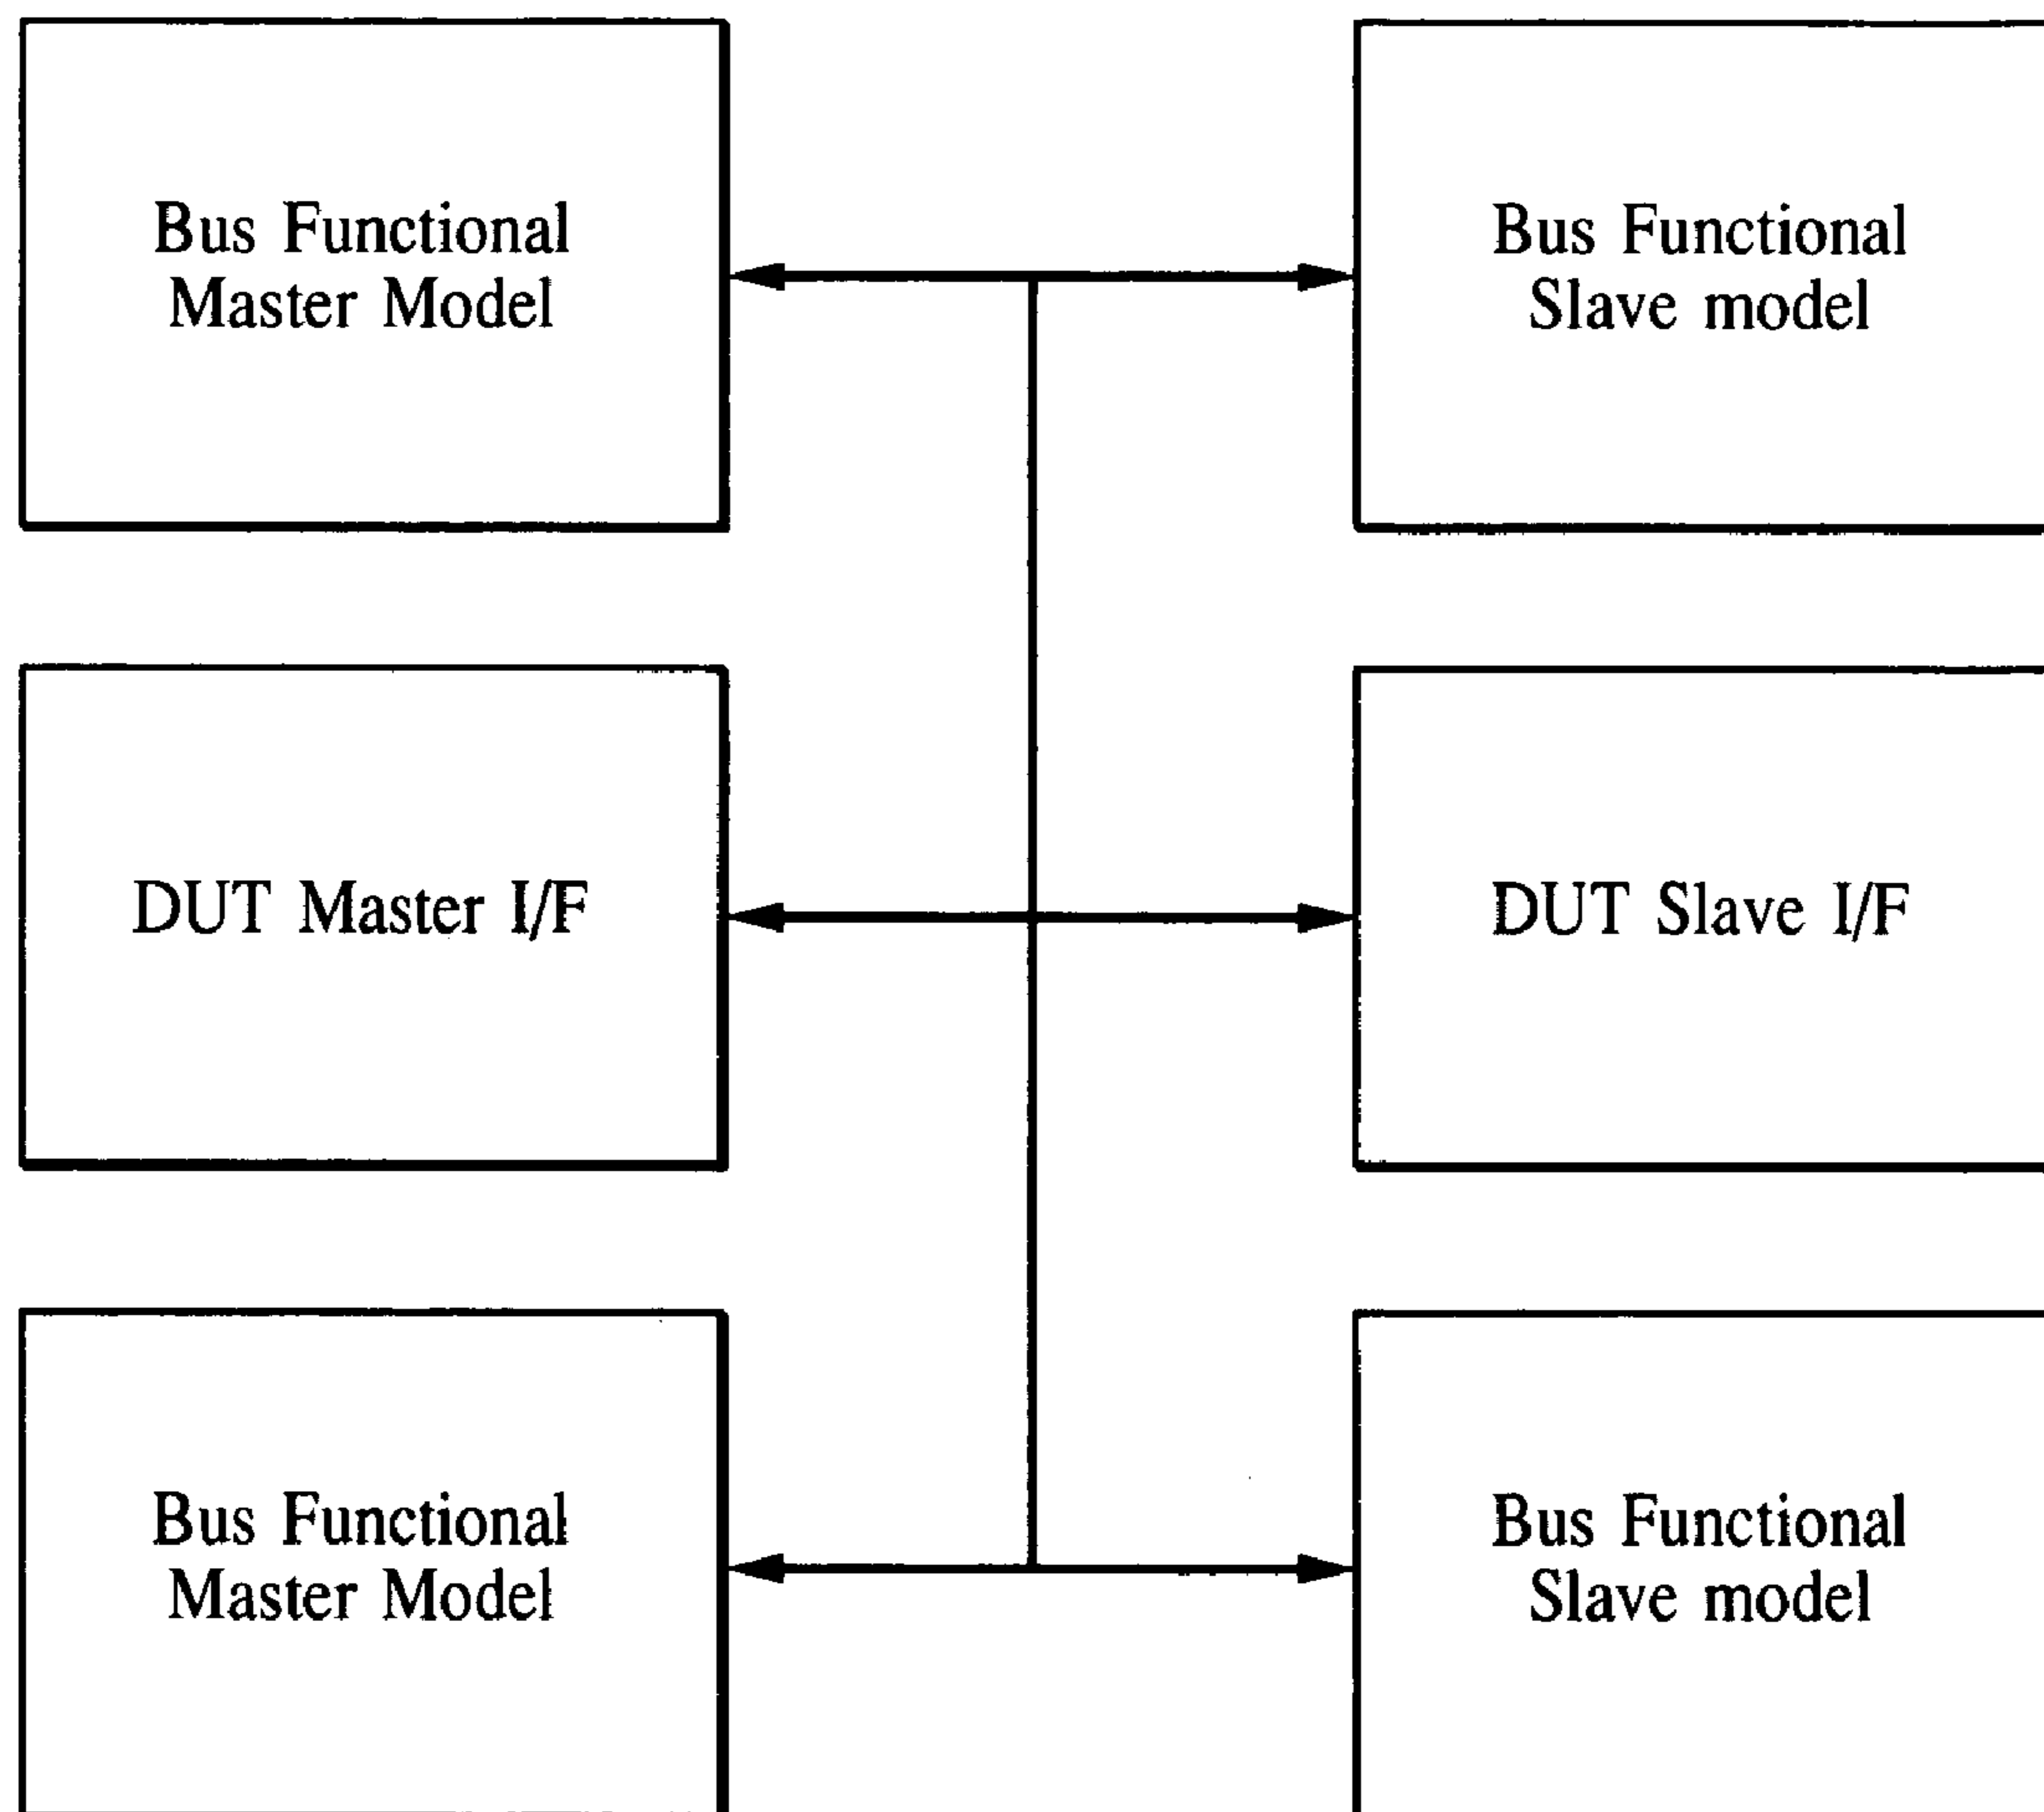 Bus Functional
Master Model
Bus Functional
Slave model
DUT Master I/F
DUT Slave I/F
Bus Functional
Master Model
Bus Functional
Slave model